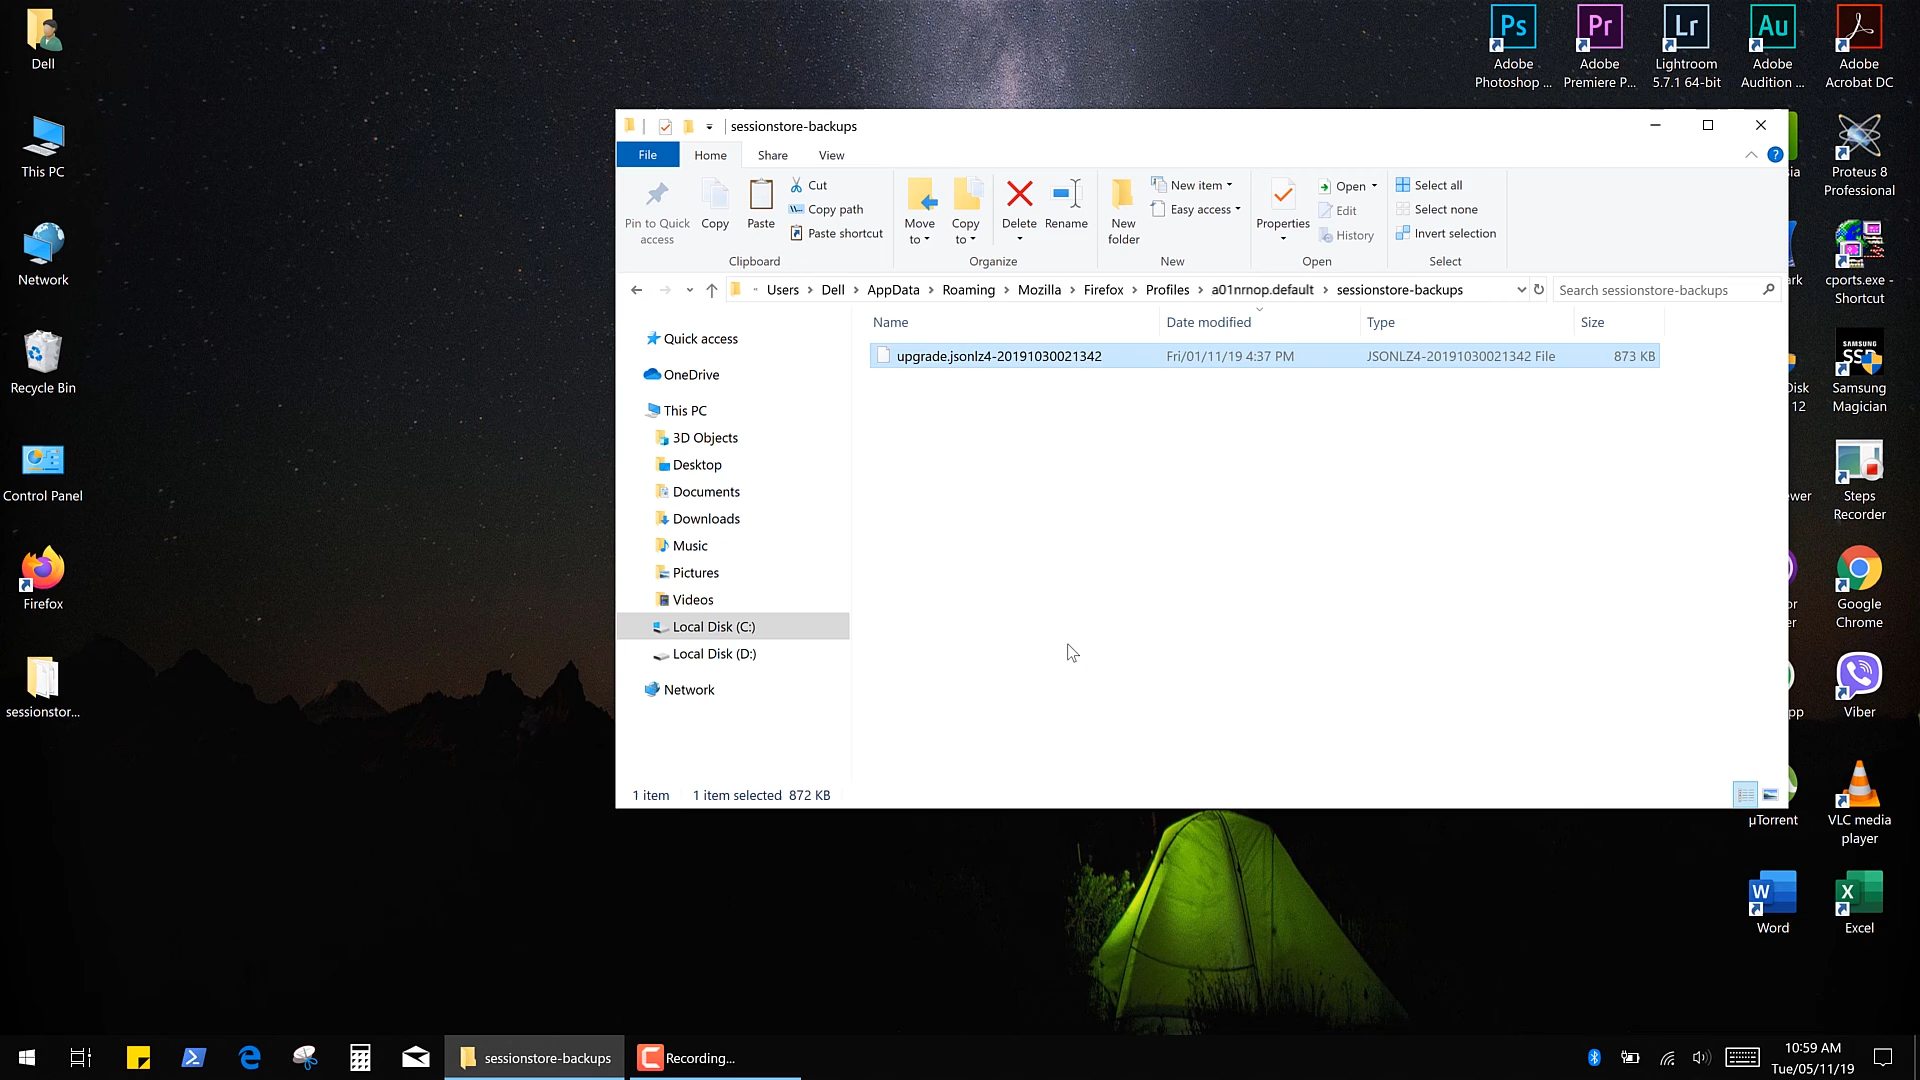 Dell
This PC
Network
Recycle Bin
Control Panel
Firefox
sessionstor...
Ps
Adobe
Photoshop ...
Pr
Adobe
Premiere P...
Lr
Lightroom
5.7.1 64-bit
Au
Adobe
Audition ...
Adobe
Acrobat DC
Proteus 8
Professional
cports.exe -
Shortcut
SAMSUNG
SSD
Samsung
Magician
Disk
12
Steps
Recorder
Google
Chrome
Viber
µTorrent
VLC media
player
W
Word
X
Excel
sessionstore-backups
File
Home
Share
View
?
Pin to Quick
access
Copy
Paste
Cut
Copy path
Paste shortcut
Clipboard
Move
to
Copy
to
Delete
Rename
Organize
New
folder
New item
Easy access
New
Properties
Open
Edit
History
Open
Select all
Select none
Invert selection
Select
Users > Dell > AppData > Roaming > Mozilla > Firefox > Profiles > a01nrnop.default > sessionstore-backups
Search sessionstore-backups
Name
Date modified
Type
Size
upgrade.jsonlz4-20191030021342
Fri/01/11/19 4:37 PM
JSONLZ4-20191030021342 File
873 KB
Quick access
OneDrive
This PC
3D Objects
Desktop
Documents
Downloads
Music
Pictures
Videos
Local Disk (C:)
Local Disk (D:)
Network
1 item
1 item selected 872 KB
sessionstore-backups
Recording...
10:59 AM
Tue/05/11/19